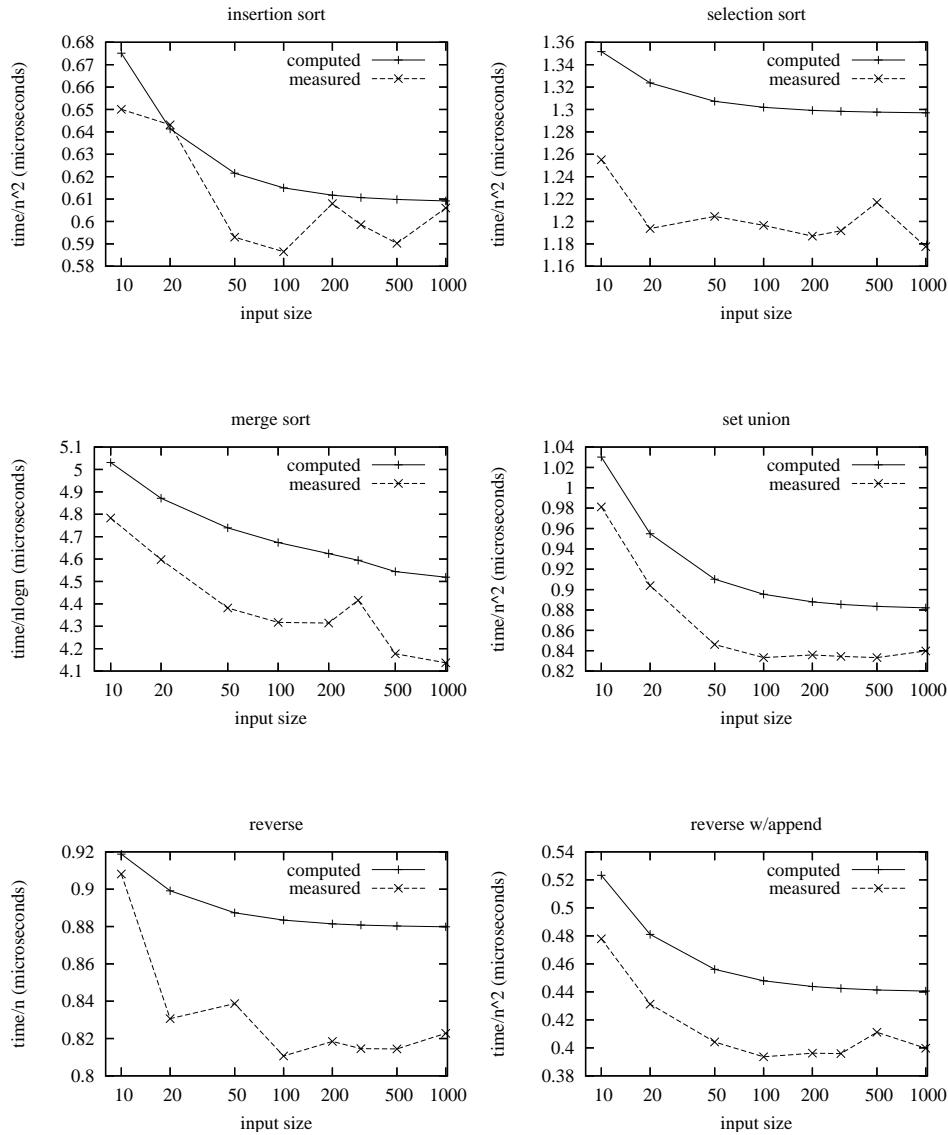 insertion sort
time/n^2 (microseconds)
0.68
0.67
0.66
0.65
0.64
0.63
0.62
0.61
0.6
0.59
0.58
computed
measured
10 20 50 100 200 500 1000
input size
selection sort
time/n^2 (microseconds)
1.36
1.34
1.32
1.3
1.28
1.26
1.24
1.22
1.2
1.18
1.16
computed
measured
10 20 50 100 200 500 1000
input size
merge sort
time/nlogn (microseconds)
5.1
5
4.9
4.8
4.7
4.6
4.5
4.4
4.3
4.2
4.1
computed
measured
10 20 50 100 200 500 1000
input size
set union
time/n^2 (microseconds)
1.04
1.02
1
0.98
0.96
0.94
0.92
0.9
0.88
0.86
0.84
0.82
computed
measured
10 20 50 100 200 500 1000
input size
reverse
time/n (microseconds)
0.92
0.9
0.88
0.86
0.84
0.82
0.8
computed
measured
10 20 50 100 200 500 1000
input size
reverse w/append
time/n^2 (microseconds)
0.54
0.52
0.5
0.48
0.46
0.44
0.42
0.4
0.38
computed
measured
10 20 50 100 200 500 1000
input size